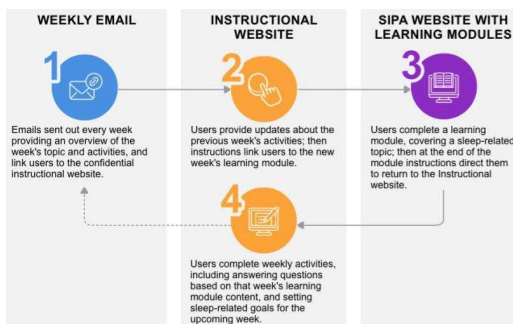 WEEKLY EMAIL
1
Emails sent out every week
providing an overview of the
week's topic and activities, and
link users to the confidential
instructional website.
INSTRUCTIONAL
WEBSITE
2
Users provide updates about the
previous week's activities; then
instructions link users to the new
week's learning module.
SIPA WEBSITE WITH
LEARNING MODULES
3
Users complete a learning
module, covering a sleep-related
topic; then at the end of the
module instructions direct them
to return to the Instructional
website.
4
Users complete weekly activities,
including answering questions
based on that week's learning
module content, and setting
sleep-related goals for the
upcoming week.